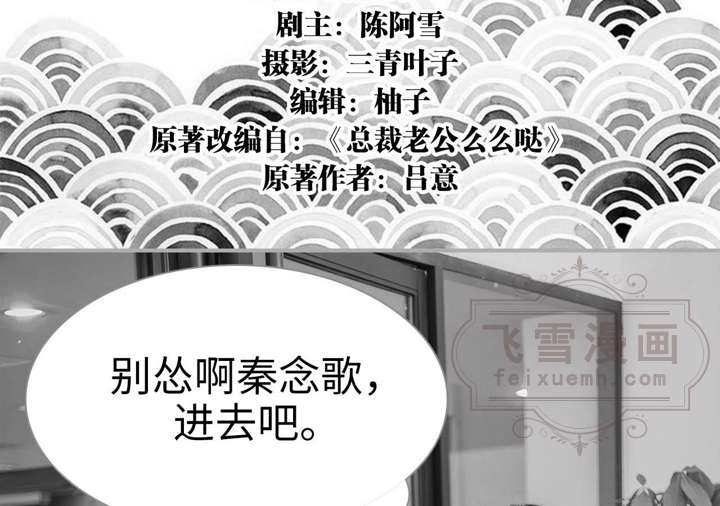 剧主：陈阿雪
摄影：三青叶子
编辑：柚子
原著改编自：《总裁老公么么哒》
原著作者：吕意
飞雪漫画
feixuemh.com
别怂啊秦念歌，
进去吧。